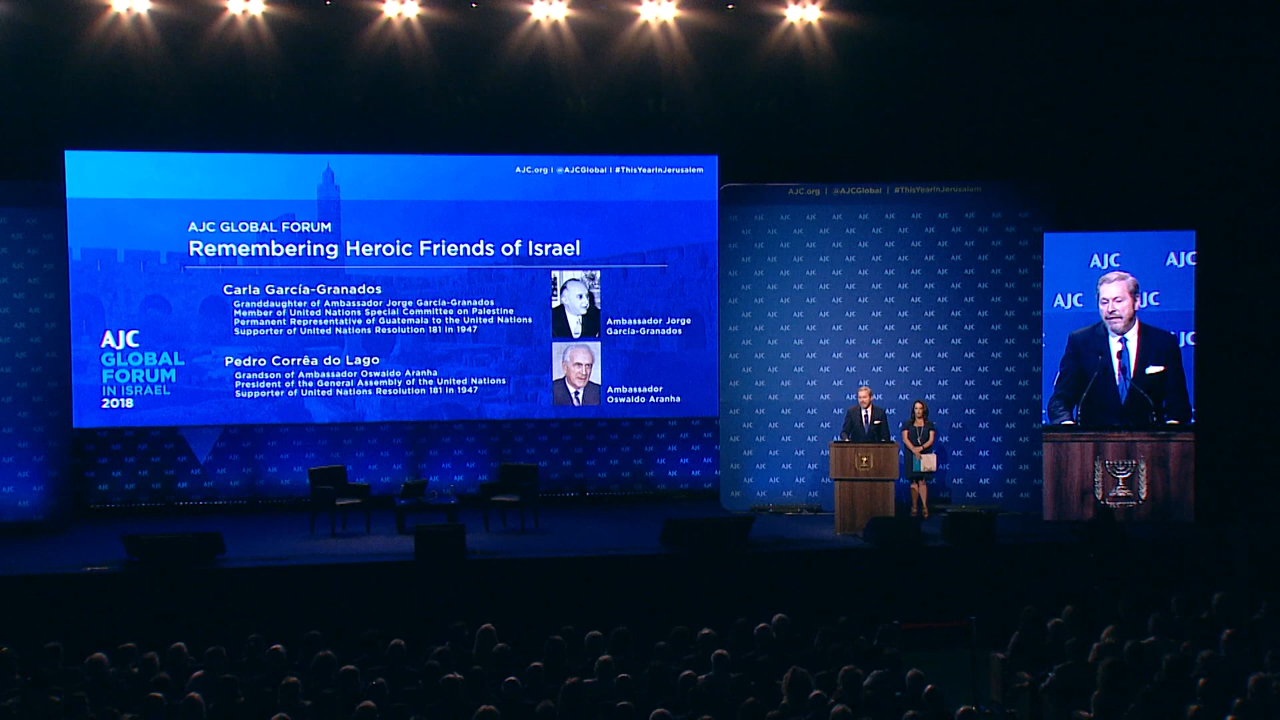 AJC.org | @AJCGlobal | #ThisYearInJerusalem
AJC GLOBAL FORUM
Remembering Heroic Friends of Israel
Carla García-Granados
Granddaughter of Ambassador Jorge García-Granados
Member of United Nations Special Committee on Palestine
Permanent Representative of Guatemala to the United Nations
Supporter of United Nations Resolution 181 in 1947
Ambassador Jorge
García-Granados
Pedro Corrêa do Lago
Grandson of Ambassador Oswaldo Aranha
President of the General Assembly of the United Nations
Supporter of United Nations Resolution 181 in 1947
Ambassador
Oswaldo Aranha
AJC
GLOBAL
FORUM
IN ISRAEL
2018
AJC.org | @AJCGlobal | #ThisYearInJerusalem
AJC AJC
AJC JC